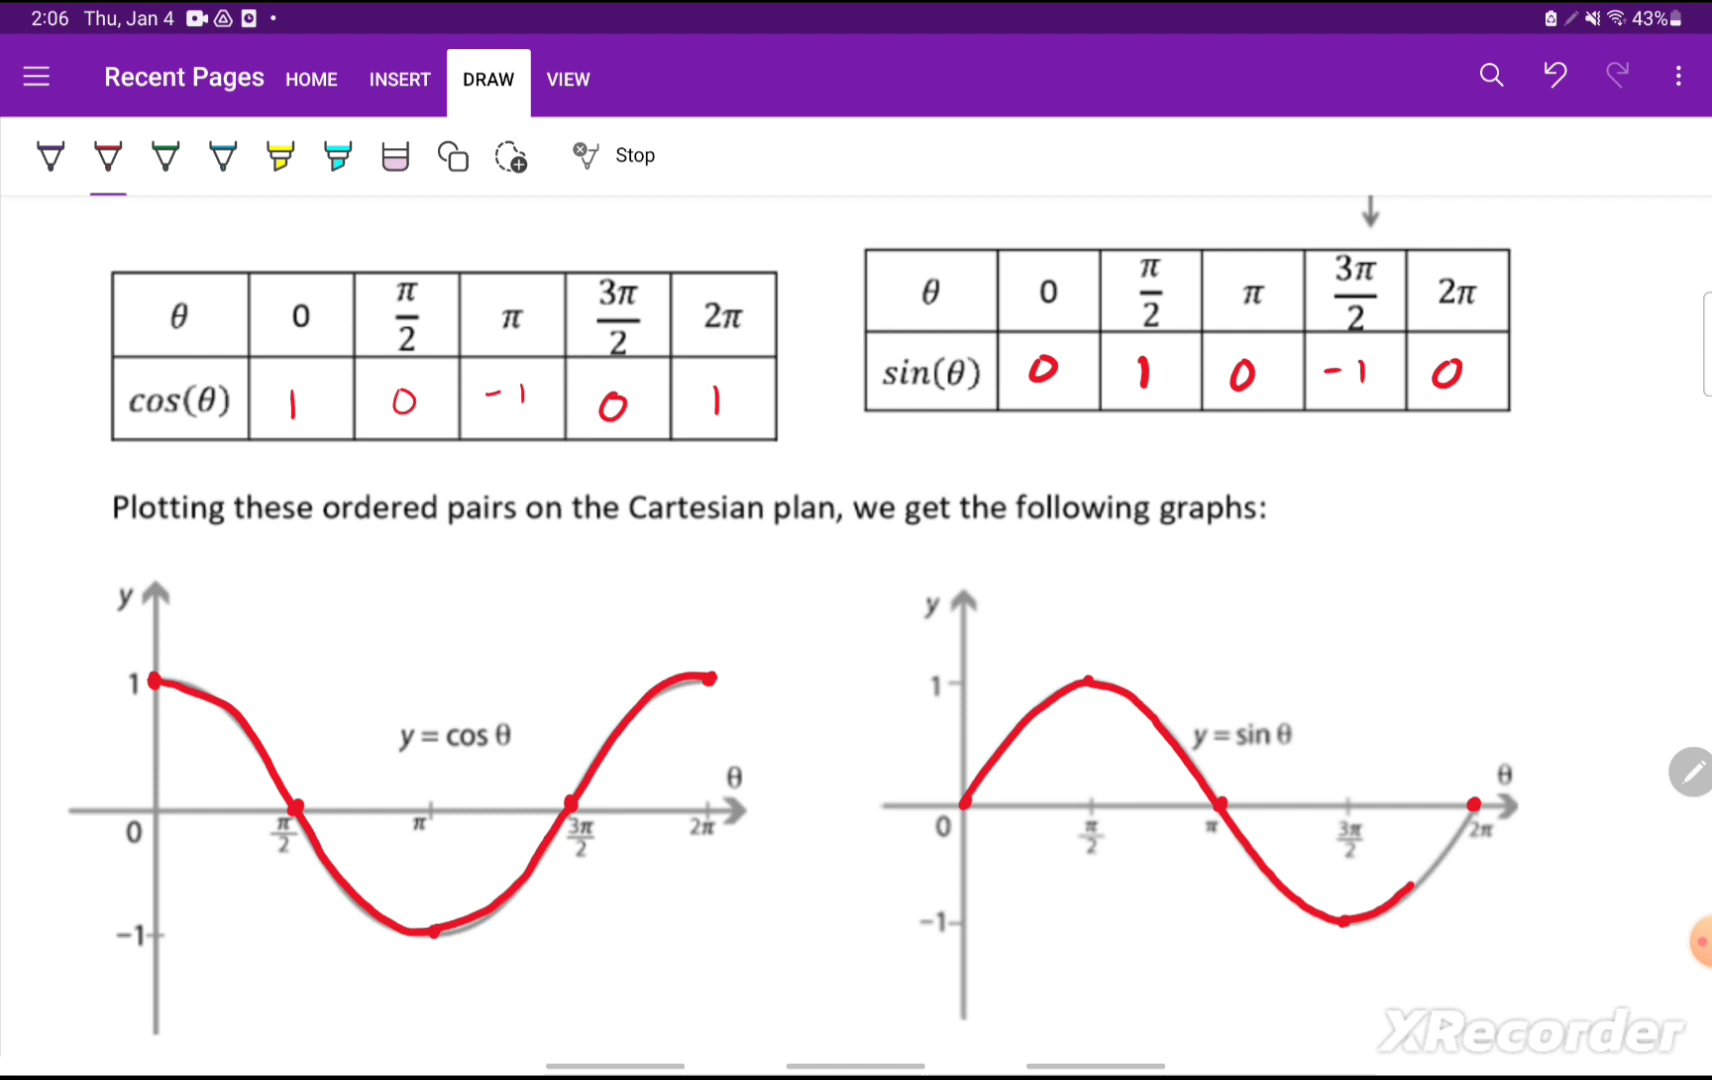 2:06 Thu, Jan 4 43%
Recent Pages HOME INSERT DRAW VIEW
Stop
θ 0 π/2 π 3π/2 2π
cos(θ) 1 0 -1 0 1
θ 0 π/2 π 3π/2 2π
sin(θ) 0 1 0 -1 0
Plotting these ordered pairs on the Cartesian plan, we get the following graphs:
y
1
y = cos θ
θ
0 π/2 π 3π/2 2π
−1
y
1
y = sin θ
θ
0 π/2 π 3π/2 2π
−1
XRecorder